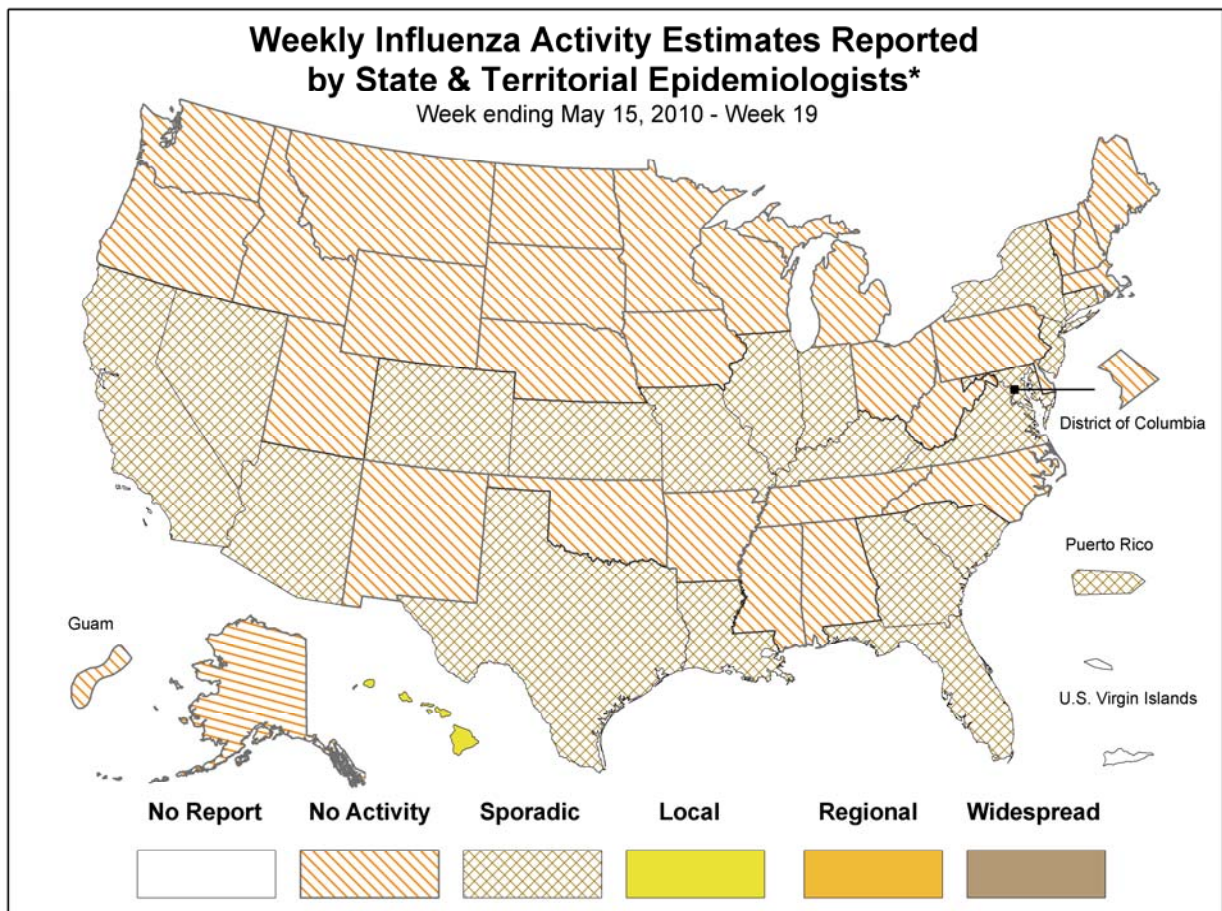 Weekly Influenza Activity Estimates Reported
by State & Territorial Epidemiologists*
Week ending May 15, 2010 - Week 19
District of Columbia
Puerto Rico
Guam
U.S. Virgin Islands
No Report No Activity Sporadic Local Regional Widespread